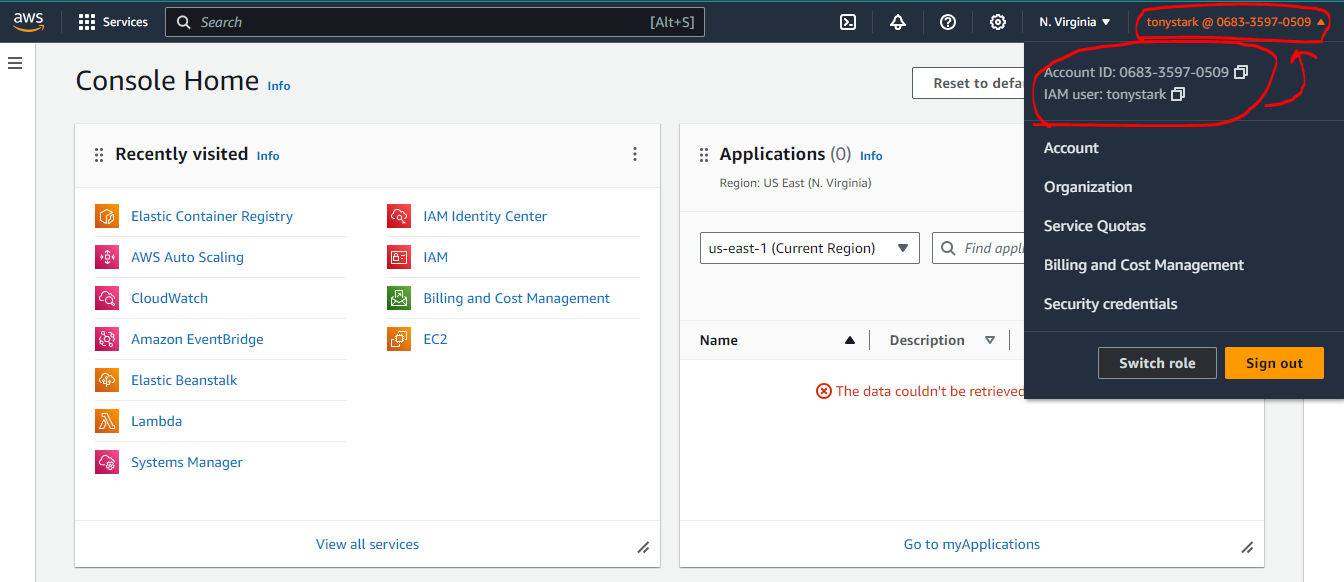 aws
Services
Search
[Alt+S]
N. Virginia
tonystark @ 0683-3597-0509
Account ID: 0683-3597-0509
IAM user: tonystark
Account
Organization
Service Quotas
Billing and Cost Management
Security credentials
Switch role
Sign out
Console Home
Info
Reset to defa
Recently visited
Info
Elastic Container Registry
AWS Auto Scaling
CloudWatch
Amazon EventBridge
Elastic Beanstalk
Lambda
Systems Manager
IAM Identity Center
IAM
Billing and Cost Management
EC2
View all services
Applications (0)
Info
Region: US East (N. Virginia)
us-east-1 (Current Region)
Find appli
Name
Description
The data couldn't be retrieved
Go to myApplications